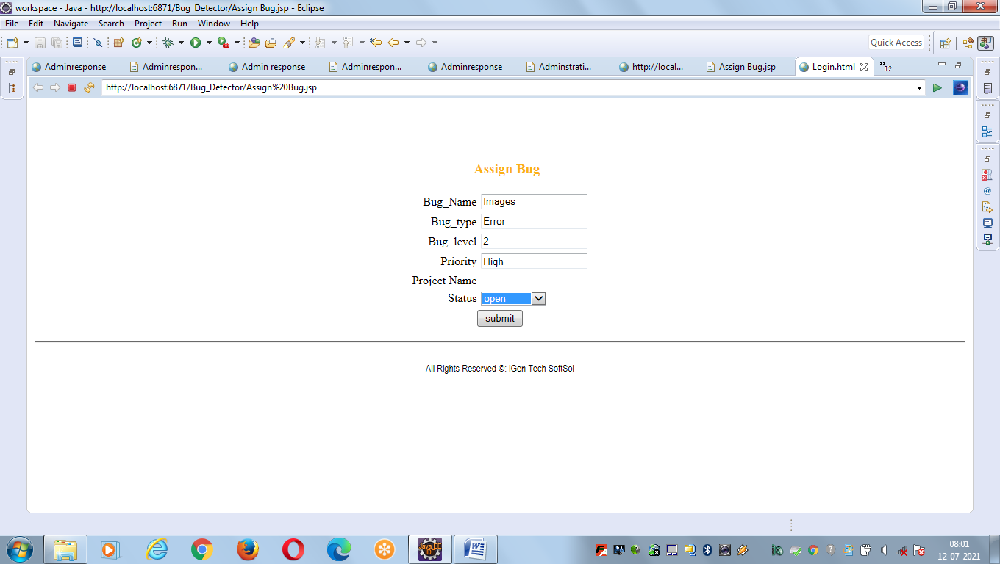 workspace - Java - http://localhost:6871/Bug_Detector/Assign Bug.jsp - Eclipse
File Edit Navigate Search Project Run Window Help
Quick Access
Adminresponse Adminrespon... Admin response Adminrespon... Adminresponse Adminstrati... http://local... Assign Bug.jsp Login.html »12
http://localhost:6871/Bug_Detector/Assign%20Bug.jsp
Assign Bug
Bug_Name Images
Bug_type Error
Bug_level 2
Priority High
Project Name
Status open
submit
All Rights Reserved ©: iGen Tech SoftSol
Java EE
IDE
08:01
12-07-2021